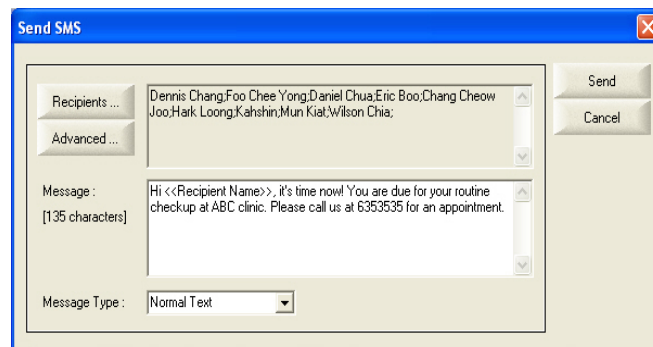 Send SMS
Recipients ...
Dennis Chang;Foo Chee Yong;Daniel Chua;Eric Boo;Chang Cheow
Joo;Hark Loong;Kahshin;Mun Kiat;Wilson Chia;
Send
Cancel
Advanced ...
Message :
[135 characters]
Hi <<Recipient Name>>, it's time now! You are due for your routine
checkup at ABC clinic. Please call us at 6353535 for an appointment.
Message Type :
Normal Text